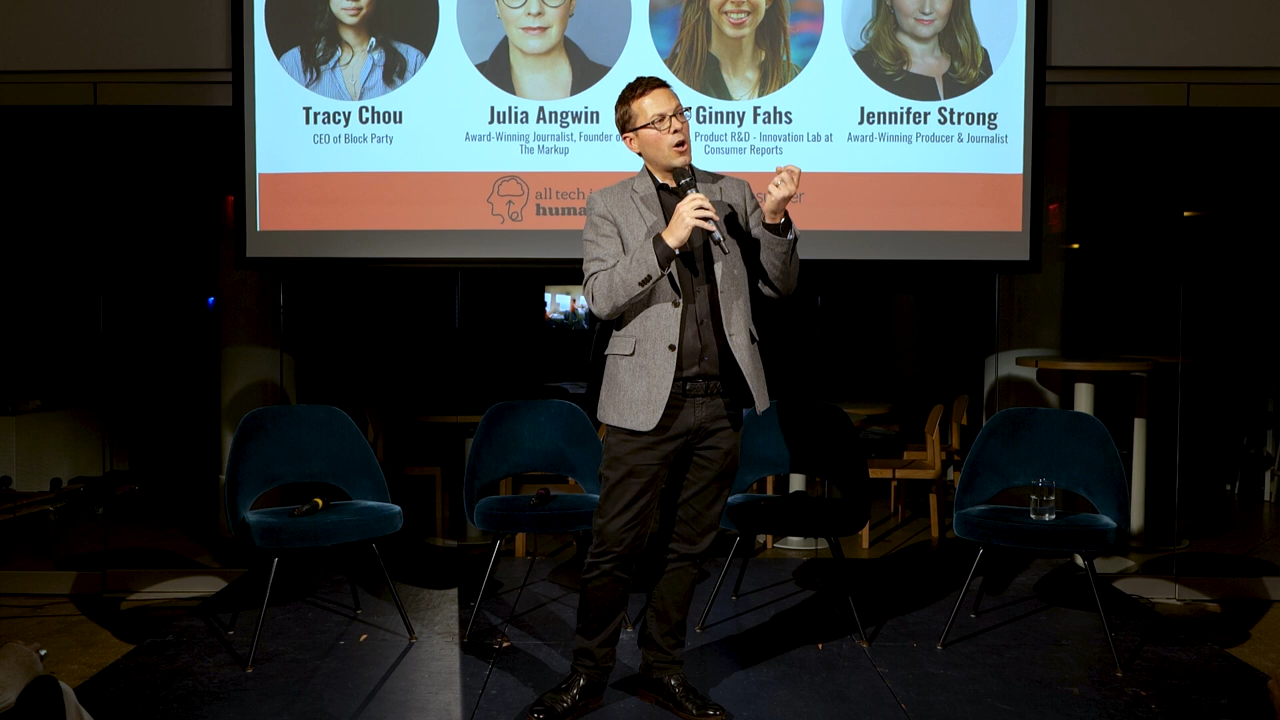 Tracy Chou
CEO of Block Party
Julia Angwin
Award-Winning Journalist, Founder
The Markup
Ginny Fahs
Product R&D - Innovation Lab at
Consumer Reports
Jennifer Strong
Award-Winning Producer & Journalist
all tech
huma